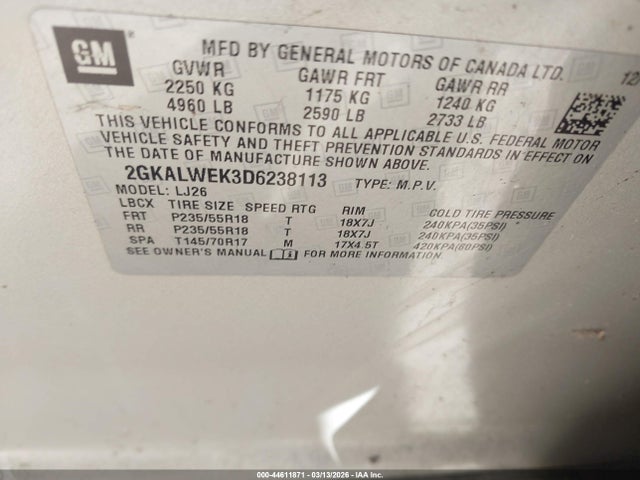 GM
MFD BY GENERAL MOTORS OF CANADA LTD. 12/
GVWR GAWR FRT GAWR RR
2250 KG 1175 KG 1240 KG
4960 LB 2590 LB 2733 LB
THIS VEHICLE CONFORMS TO ALL APPLICABLE U.S. FEDERAL MOTOR
VEHICLE SAFETY AND THEFT PREVENTION STANDARDS IN EFFECT ON
THE DATE OF MANUFACTURE SHOWN ABOVE.
2GKALWEK3D6238113 TYPE: M.P.V.
MODEL: LJ26
LBCX TIRE SIZE SPEED RTG RIM COLD TIRE PRESSURE
FRT P235/55R18 T 18X7J 240KPA(35PSI)
RR P235/55R18 T 18X7J 240KPA(35PSI)
SPA T145/70R17 M 17X4.5T 420KPA(60PSI)
SEE OWNER'S MANUAL FOR MORE INFORMATION.
000-44611871 - 03/13/2026 - IAA Inc.